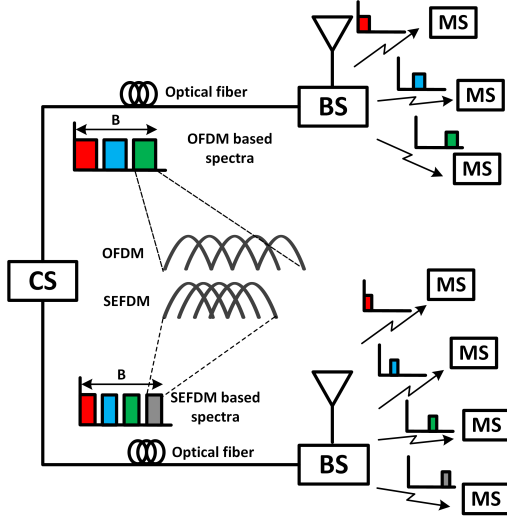 MS
Optical fiber
BS
MS
B
OFDM based
spectra
MS
OFDM
CS
SEFDM
MS
MS
B
SEFDM based
spectra
MS
Optical fiber
BS
MS